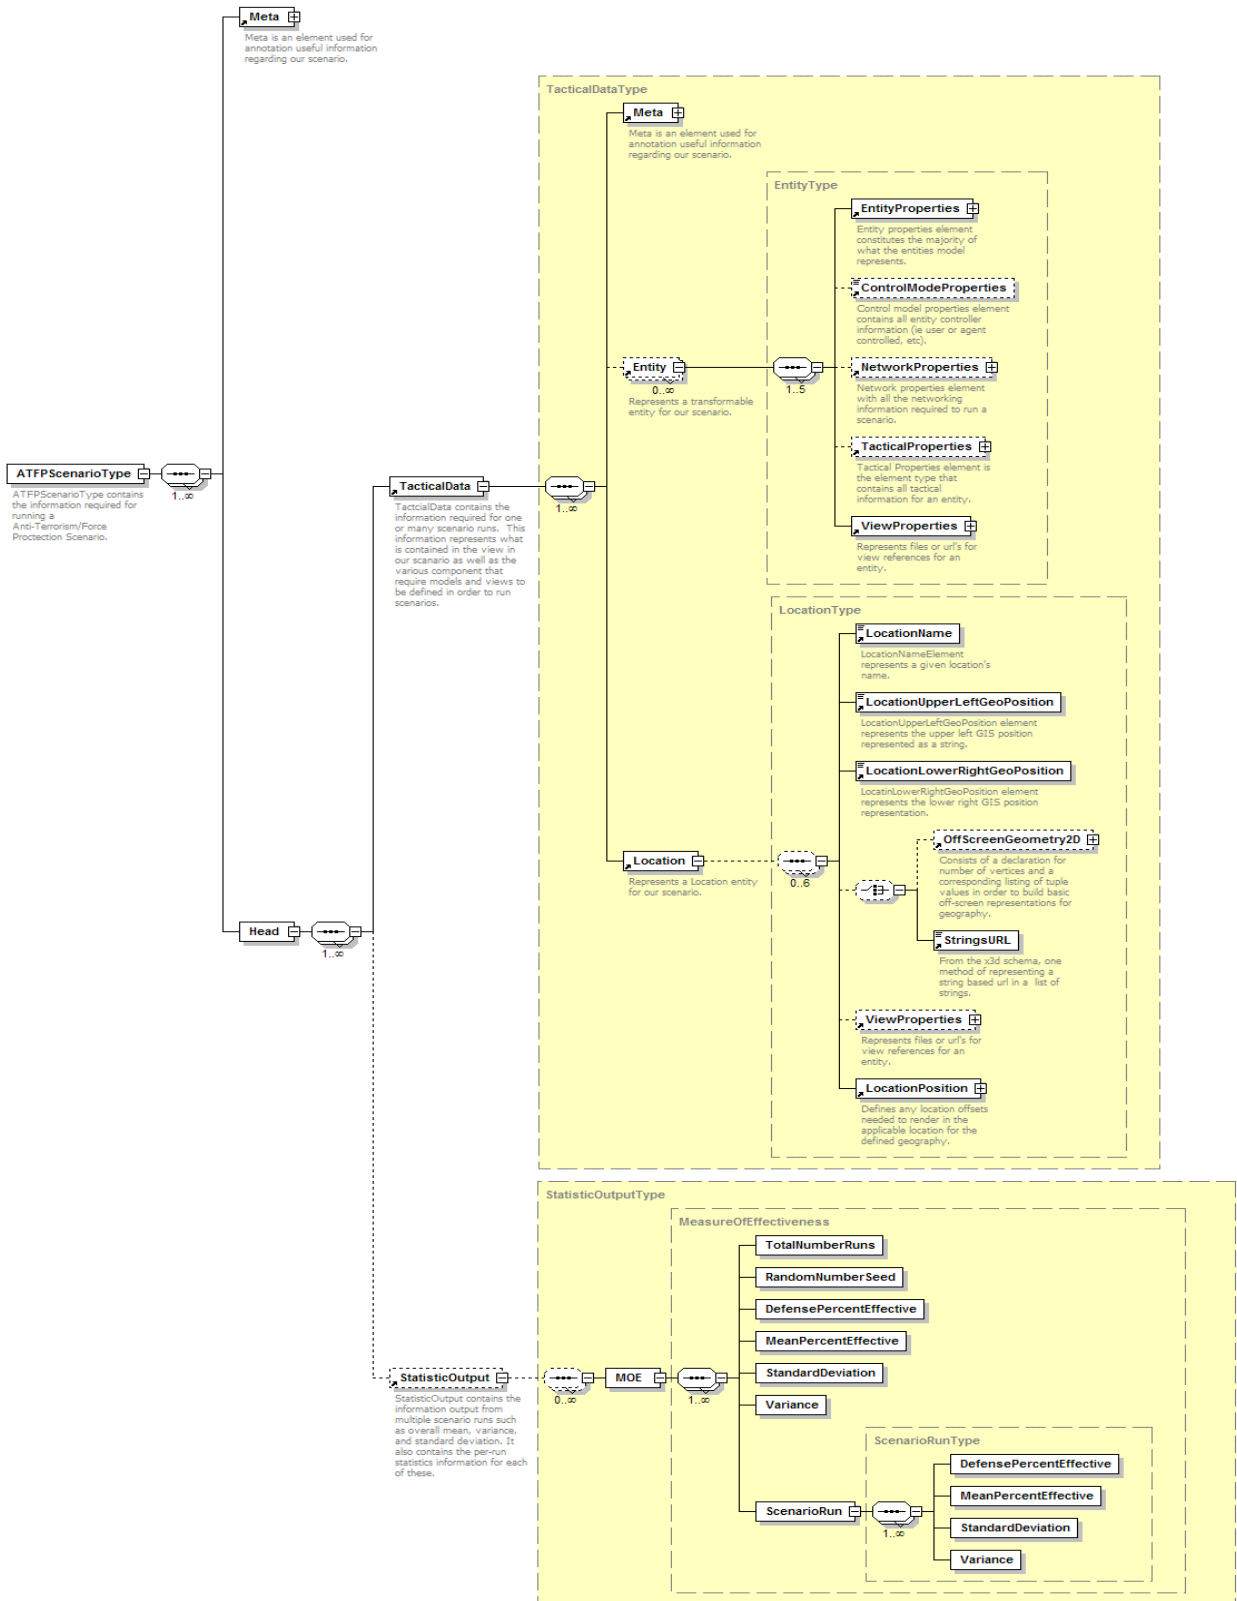 Meta
Meta is an element used for
annotation useful information
regarding our scenario.
TacticalDataType
Meta
Meta is an element used for
annotation useful information
regarding our scenario.
EntityType
EntityProperties
Entity properties element
constitutes the majority of
what the entities model
represents.
ControlModeProperties
Control model properties element
contains all entity controller
information (ie user or agent
controlled, etc).
Entity
0..∞
Represents a transformable
entity for our scenario.
1..5
NetworkProperties
Network properties element
with all the networking
information required to run a
scenario.
TacticalProperties
Tactical Properties element is
the element type that
contains all tactical
information for an entity.
ViewProperties
Represents files or url's for
view references for an
entity.
ATFPScenarioType
ATFPScenarioType contains
the information required for
running a
Anti-Terrorism/Force
Proctection Scenario.
1..∞
TacticalData
TactcialData contains the
information required for one
or many scenario runs. This
information represents what
is contained in the view in
our scanario as well as the
various component that
require models and views to
be defined in order to run
scenarios.
1..∞
LocationType
LocationName
LocationNameElement
represents a given location's
name.
LocationUpperLeftGeoPosition
LocationUpperLeftGeoPosition element
represents the upper left GIS position
represented as a string.
LocationLowerRightGeoPosition
LocatinLowerRightGeoPosition element
represents the lower right GIS position
representation.
Location
Represents a Location entity
for our scenario.
0..6
OffScreenGeometry2D
Consists of a declaration for
number of vertices and a
corresponding listing of tuple
values in order to build basic
off-screen representations for
geography.
StringsURL
From the x3d schema, one
method of representing a
string based url in a list of
strings.
Head
1..∞
ViewProperties
Represents files or url's for
view references for an
entity.
LocationPosition
Defines any location offsets
needed to render in the
applicable location for the
defined geography.
StatisticOutputType
MeasureOfEffectiveness
TotalNumberRuns
RandomNumberSeed
DefensePercentEffective
MeanPercentEffective
StandardDeviation
Variance
StatisticOutput
StatisticOutput contains the
information output from
multiple scenario runs such
as overall mean, variance,
and standard deviation. It
also contains the per-run
statistics information for each
of these.
0..∞
MOE
1..∞
ScenarioRunType
ScenarioRun
1..∞
DefensePercentEffective
MeanPercentEffective
StandardDeviation
Variance